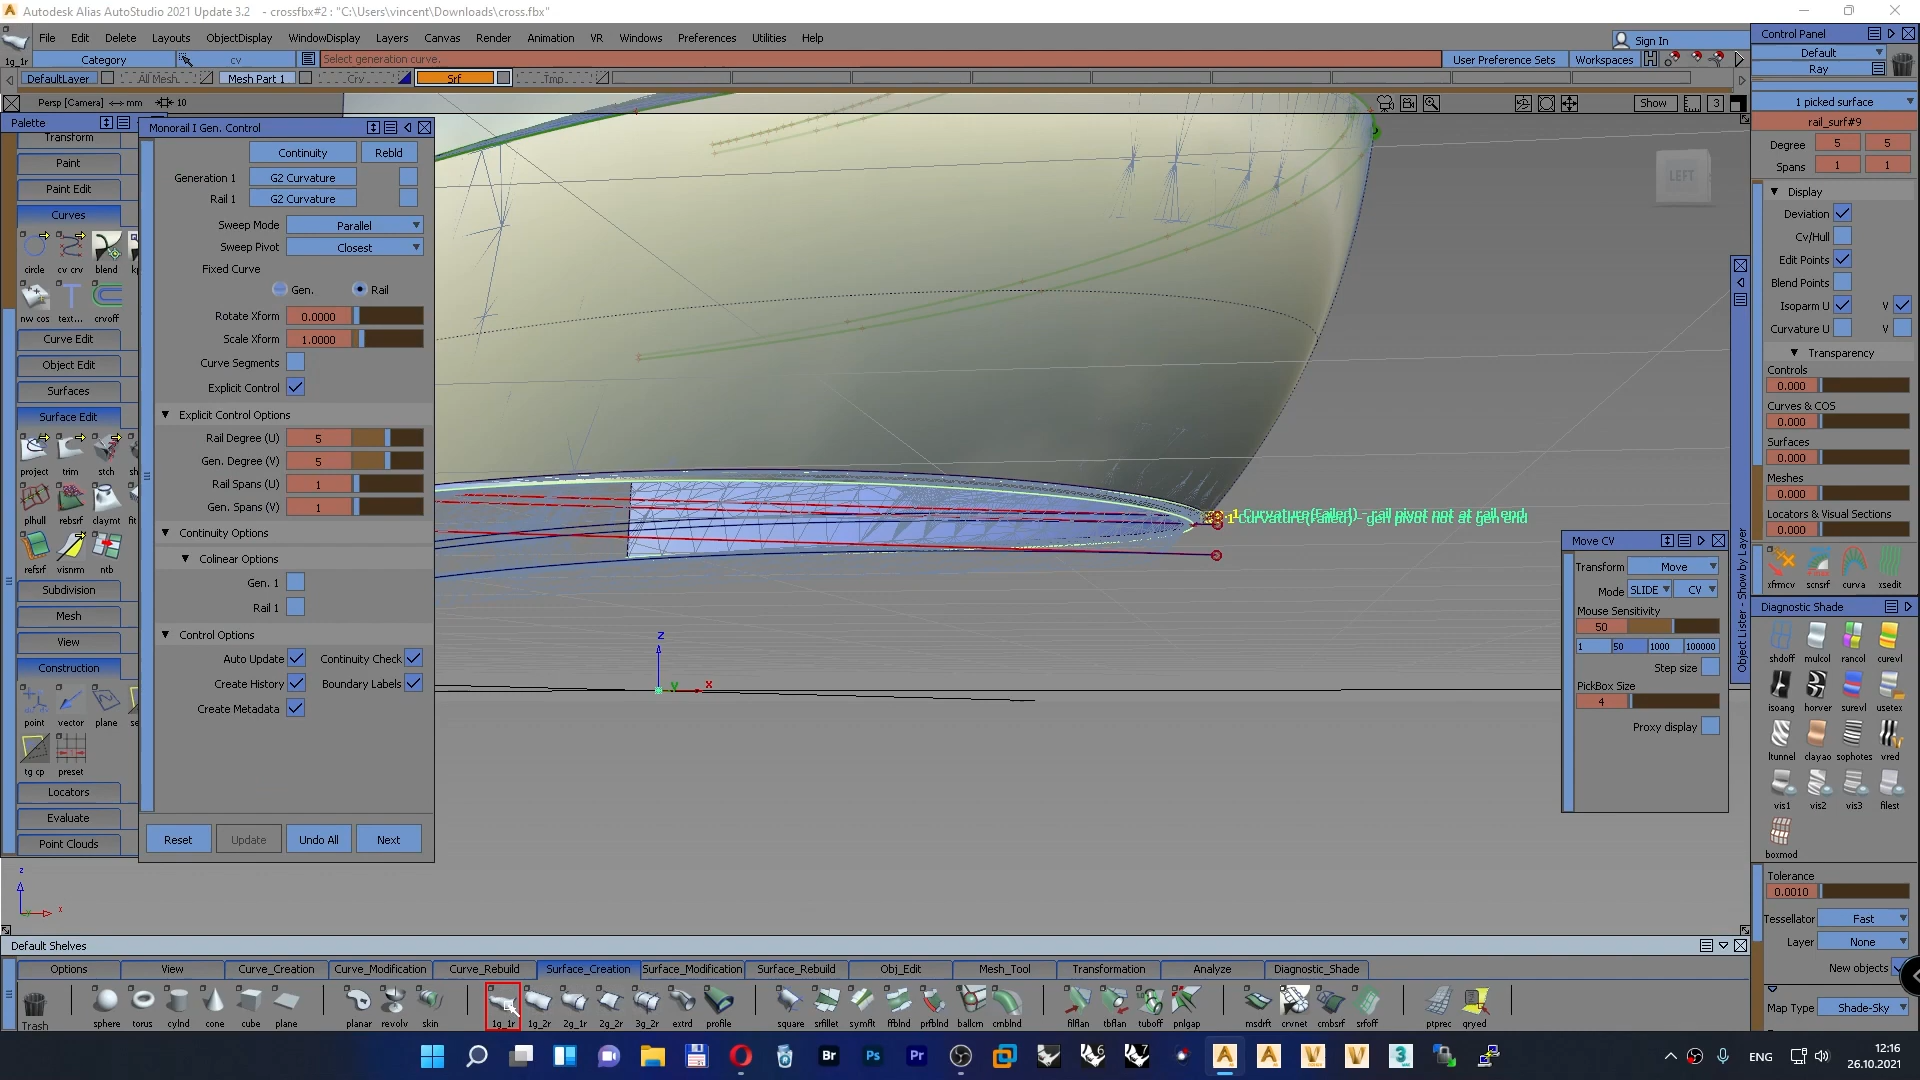 Autodesk Alias AutoStudio 2021 Update 3.2 - crossfbx#2 : "C:\Users\vincent\Downloads\cross.fbx"
File Edit Delete Layouts ObjectDisplay WindowDisplay Layers Canvas Render Animation VR Windows Preferences Utilities Help
Sign In
1g_1r Category cv Select generation curve. User Preference Sets Workspaces
DefaultLayer All Mesh Mesh Part 1 Crv Srf Tmp
Persp [Camera] <-> mm 10 Show 3
Palette
Transform
Paint
Paint Edit
Curves
circle cv crv blend
nw cos text... crvoff
Curve Edit
Object Edit
Surfaces
Surface Edit
project trim stch
plhull rebsrf claymt
refsrf visnrm ntb
Subdivision
Mesh
View
Construction
point vector plane
tg cp preset
Locators
Evaluate
Point Clouds
Monorail I Gen. Control
Continuity Rebld
Generation 1 G2 Curvature
Rail 1 G2 Curvature
Sweep Mode Parallel
Sweep Pivot Closest
Fixed Curve
Gen. Rail
Rotate Xform 0.0000
Scale Xform 1.0000
Curve Segments
Explicit Control
Explicit Control Options
Rail Degree (U) 5
Gen. Degree (V) 5
Rail Spans (U) 1
Gen. Spans (V) 1
Continuity Options
Colinear Options
Gen. 1
Rail 1
Control Options
Auto Update Continuity Check
Create History Boundary Labels
Create Metadata
Reset Update Undo All Next
LEFT
1 Curvature(Failed) - rail pivot not at rail end
1 Curvature(Failed) - gen pivot not at gen end
z
y x
z
y x
Move CV
Transform Move
Mode SLIDE CV
Mouse Sensitivity
50
1 50 1000 100000
Step size
PickBox Size
4
Proxy display
Object Lister - Show by Layer
Control Panel
Default
Ray
1 picked surface
rail_surf#9
Degree 5 5
Spans 1 1
Display
Deviation
Cv/Hull
Edit Points
Blend Points
Isoparm U V
Curvature U V
Transparency
Controls
0.000
Curves & COS
0.000
Surfaces
0.000
Meshes
0.000
Locators & Visual Sections
0.000
xfrmcv scnsrf curva xsedit
Diagnostic Shade
shdoff mulcol rancol curevl
isoang horver surevl usetex
ltunnel clayao sophotes vred
vis1 vis2 vis3 filest
boxmod
Tolerance
0.0010
Tessellator Fast
Layer None
New objects
Map Type Shade-Sky
Default Shelves
Options View Curve_Creation Curve_Modification Curve_Rebuild Surface_Creation Surface_Modification Surface_Rebuild Obj_Edit Mesh_Tool Transformation Analyze Diagnostic_Shade
Trash sphere torus cylnd cone cube plane planar revolv skin 1g_1r 1g_2r 2g_1r 2g_2r 3g_2r extrd profile square srfillet symflt ffblnd prfblnd ballcrn cmblnd filflan tbflan tuboff pnlgap msdrft crvnet cmbsrf srfoff ptprec qryed
Br Ps Pr 6 7 3 ENG
12:16
26.10.2021